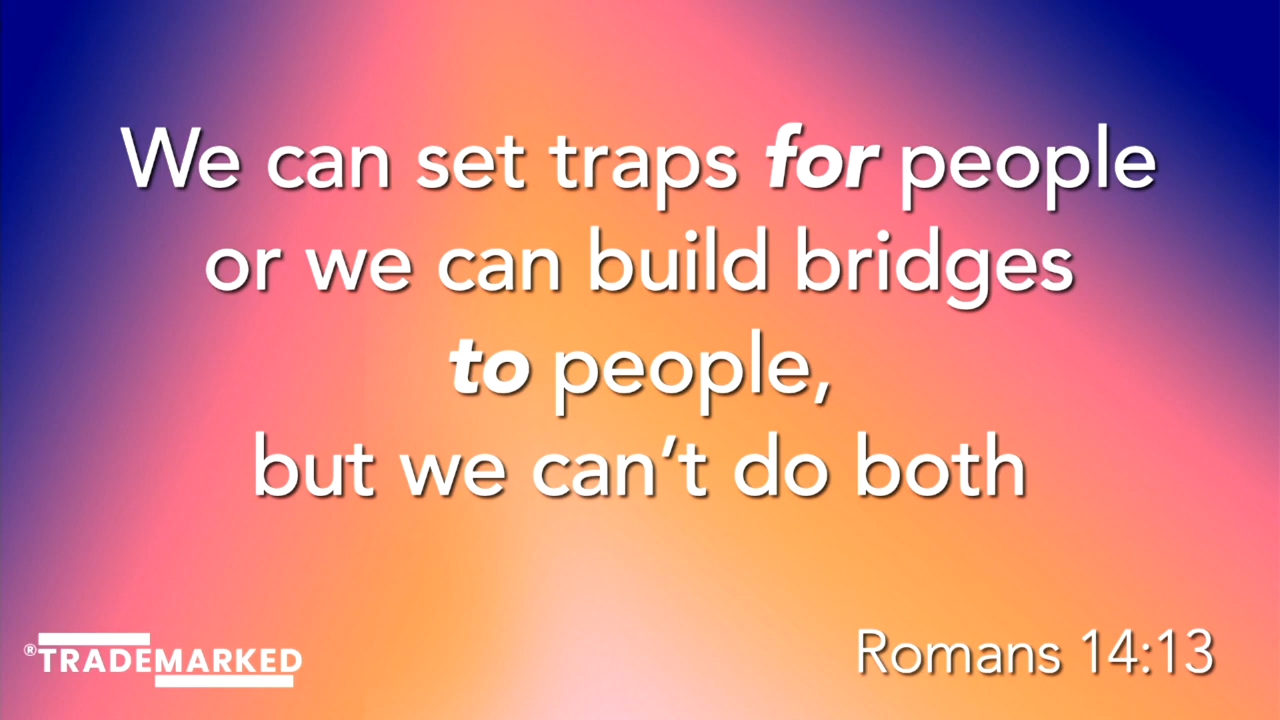 We can set traps for people
or we can build bridges
to people,
but we can’t do both
®TRADEMARKED
Romans 14:13